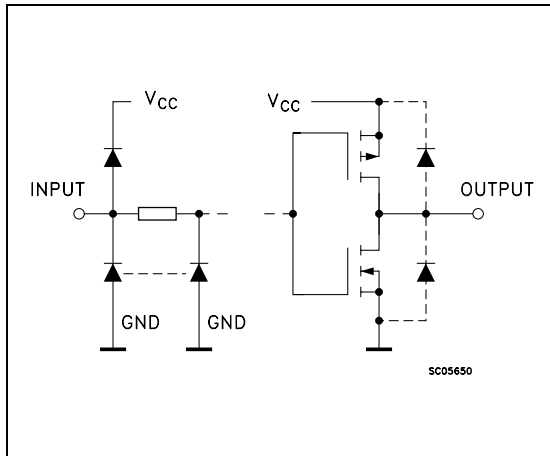 VCC
VCC
INPUT
OUTPUT
GND
GND
SC05650